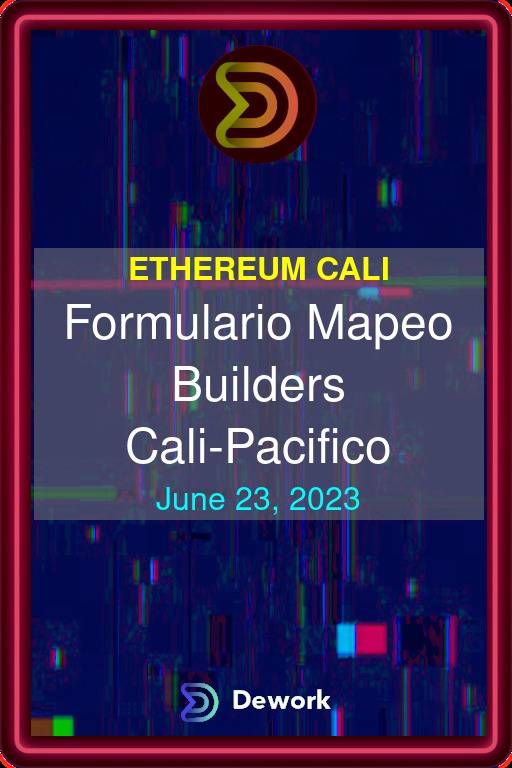 ETHEREUM CALI
Formulario Mapeo
Builders
Cali-Pacifico
June 23, 2023
Dework